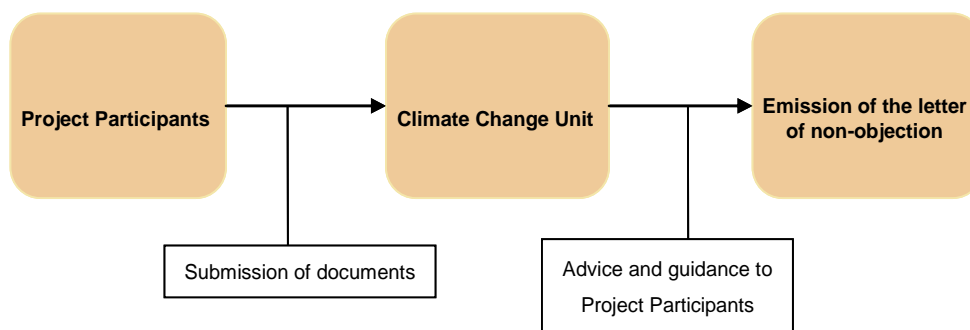 Project Participants
Climate Change Unit
Emission of the letter
of non-objection
Submission of documents
Advice and guidance to
Project Participants